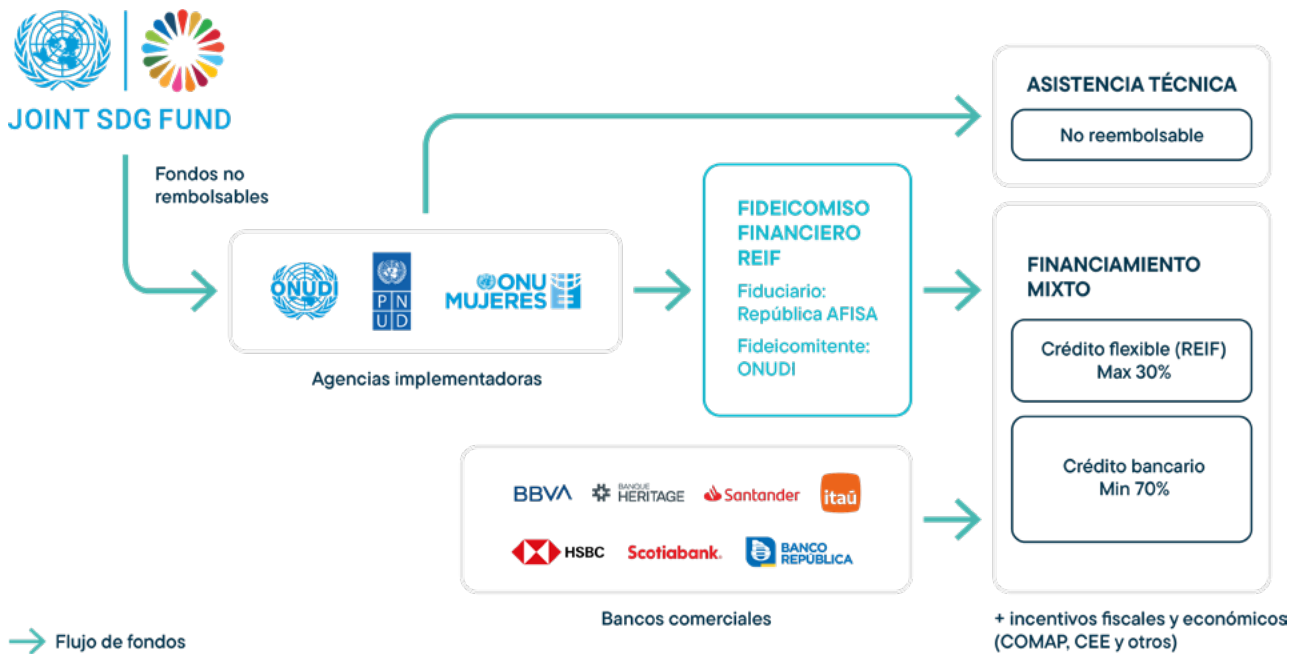 JOINT SDG FUND
Fondos no
rembolsables
ONUDI
P N
U D
ONU
MUJERES
Agencias implementadoras
FIDEICOMISO
FINANCIERO
REIF
Fiduciario:
República AFISA
Fideicomitente:
ONUDI
ASISTENCIA TÉCNICA
No reembolsable
FINANCIAMIENTO
MIXTO
Crédito flexible (REIF)
Max 30%
Crédito bancario
Min 70%
BBVA
BANQUE
HERITAGE
Santander
itaú
HSBC
Scotiabank.
BANCO
REPÚBLICA
Bancos comerciales
+ incentivos fiscales y económicos
(COMAP, CEE y otros)
Flujo de fondos